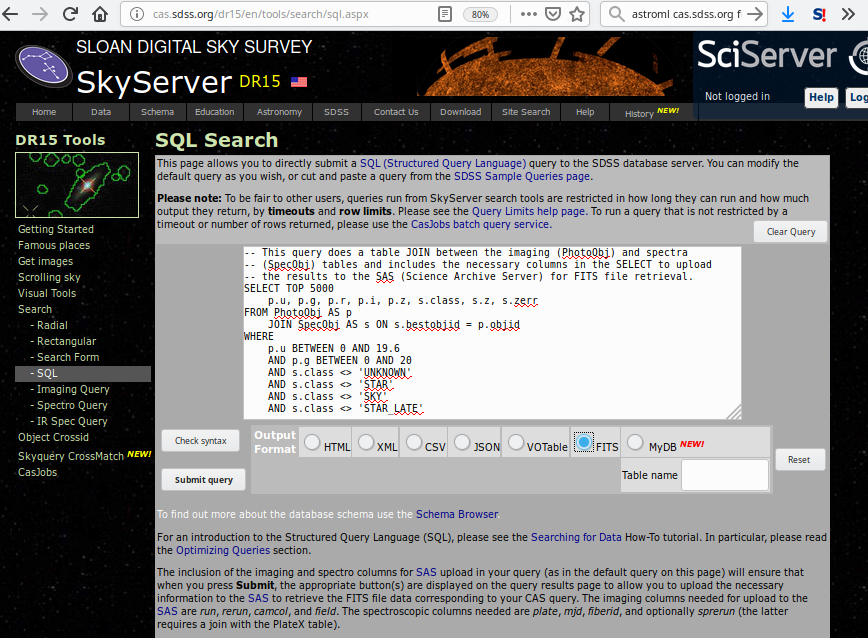 cas.sdss.org/dr15/en/tools/search/sql.aspx
80%
astroml cas.sdss.org f
S!
SLOAN DIGITAL SKY SURVEY
SkyServer DR15
SciServer
Not logged in
Help
Log
Home
Data
Schema
Education
Astronomy
SDSS
Contact Us
Download
Site Search
Help
History NEW!
DR15 Tools
Getting Started
Famous places
Get images
Scrolling sky
Visual Tools
Search
- Radial
- Rectangular
- Search Form
- SQL
- Imaging Query
- Spectro Query
- IR Spec Query
Object Crossid
Skyquery CrossMatch NEW!
CasJobs
SQL Search
This page allows you to directly submit a SQL (Structured Query Language) query to the SDSS database server. You can modify the
default query as you wish, or cut and paste a query from the SDSS Sample Queries page.
Please note: To be fair to other users, queries run from SkyServer search tools are restricted in how long they can run and how much
output they return, by timeouts and row limits. Please see the Query Limits help page. To run a query that is not restricted by a
timeout or number of rows returned, please use the CasJobs batch query service.
Clear Query
-- This query does a table JOIN between the imaging (PhotoObj) and spectra
-- (SpecObj) tables and includes the necessary columns in the SELECT to upload
-- the results to the SAS (Science Archive Server) for FITS file retrieval.
SELECT TOP 5000
p.u, p.g, p.r, p.i, p.z, s.class, s.z, s.zerr
FROM PhotoObj AS p
JOIN SpecObj AS s ON s.bestobjid = p.objid
WHERE
p.u BETWEEN 0 AND 19.6
AND p.g BETWEEN 0 AND 20
AND s.class <> 'UNKNOWN'
AND s.class <> 'STAR'
AND s.class <> 'SKY'
AND s.class <> 'STAR_LATE'
Check syntax
Submit query
Output
Format
HTML
XML
CSV
JSON
VOTable
FITS
MyDB NEW!
Table name
Reset
To find out more about the database schema use the Schema Browser.
For an introduction to the Structured Query Language (SQL), please see the Searching for Data How-To tutorial. In particular, please read
the Optimizing Queries section.
The inclusion of the imaging and spectro columns for SAS upload in your query (as in the default query on this page) will ensure that
when you press Submit, the appropriate button(s) are displayed on the query results page to allow you to upload the necessary
information to the SAS to retrieve the FITS file data corresponding to your CAS query. The imaging columns needed for upload to the
SAS are run, rerun, camcol, and field. The spectroscopic columns needed are plate, mjd, fiberid, and optionally sprerun (the latter
requires a join with the PlateX table).